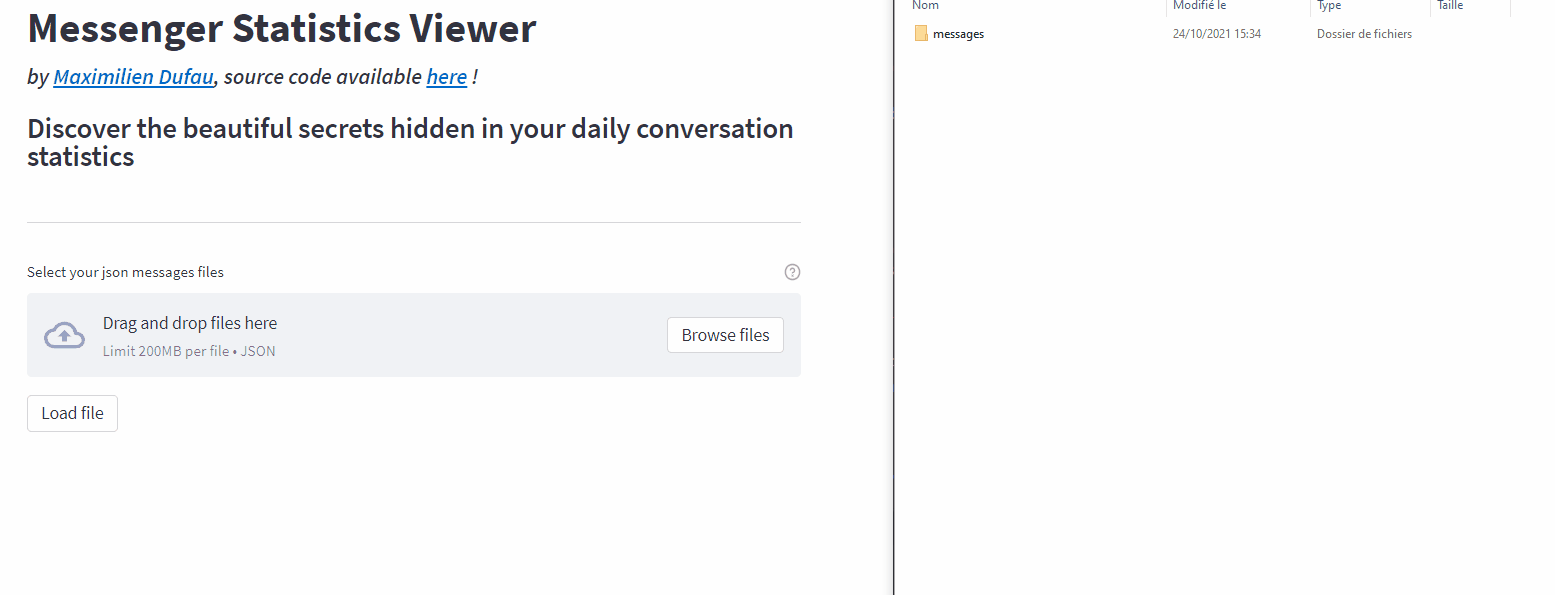 Messenger Statistics Viewer
by Maximilien Dufau, source code available here !
Discover the beautiful secrets hidden in your daily conversation
statistics
Select your json messages files
Drag and drop files here
Limit 200MB per file • JSON
Browse files
Load file
Nom Modifié le Type Taille
messages 24/10/2021 15:34 Dossier de fichiers